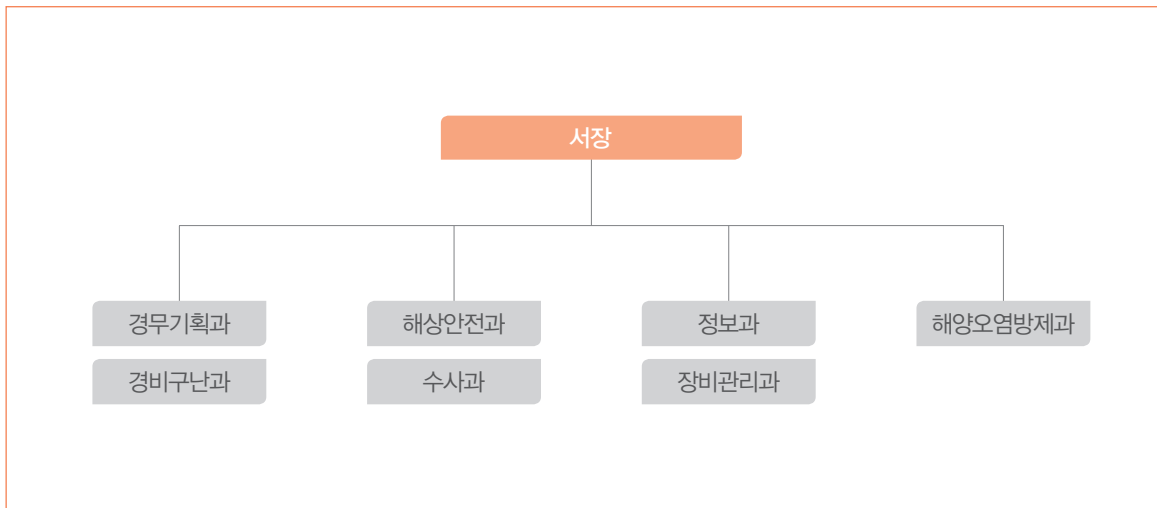 서장
경무기획과
해상안전과
정보과
해양오염방제과
경비구난과
수사과
장비관리과